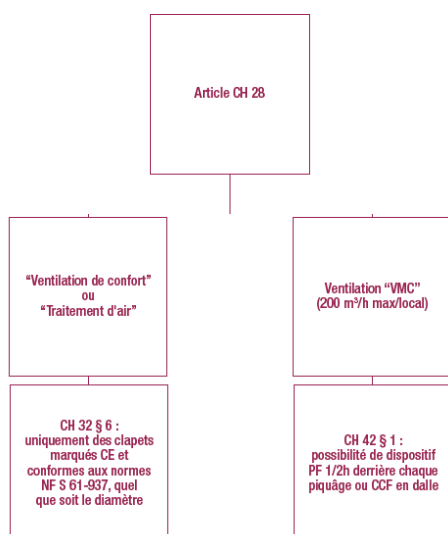 Article CH 28
“Ventilation de confort”
ou
“Traitement d'air”
Ventilation “VMC”
(200 m³/h max/local)
CH 32 § 6 :
uniquement des clapets
marqués CE et
conformes aux normes
NF S 61-937, quel
que soit le diamètre
CH 42 § 1 :
possibilité de dispositif
PF 1/2h derrière chaque
piquâge ou CCF en dalle